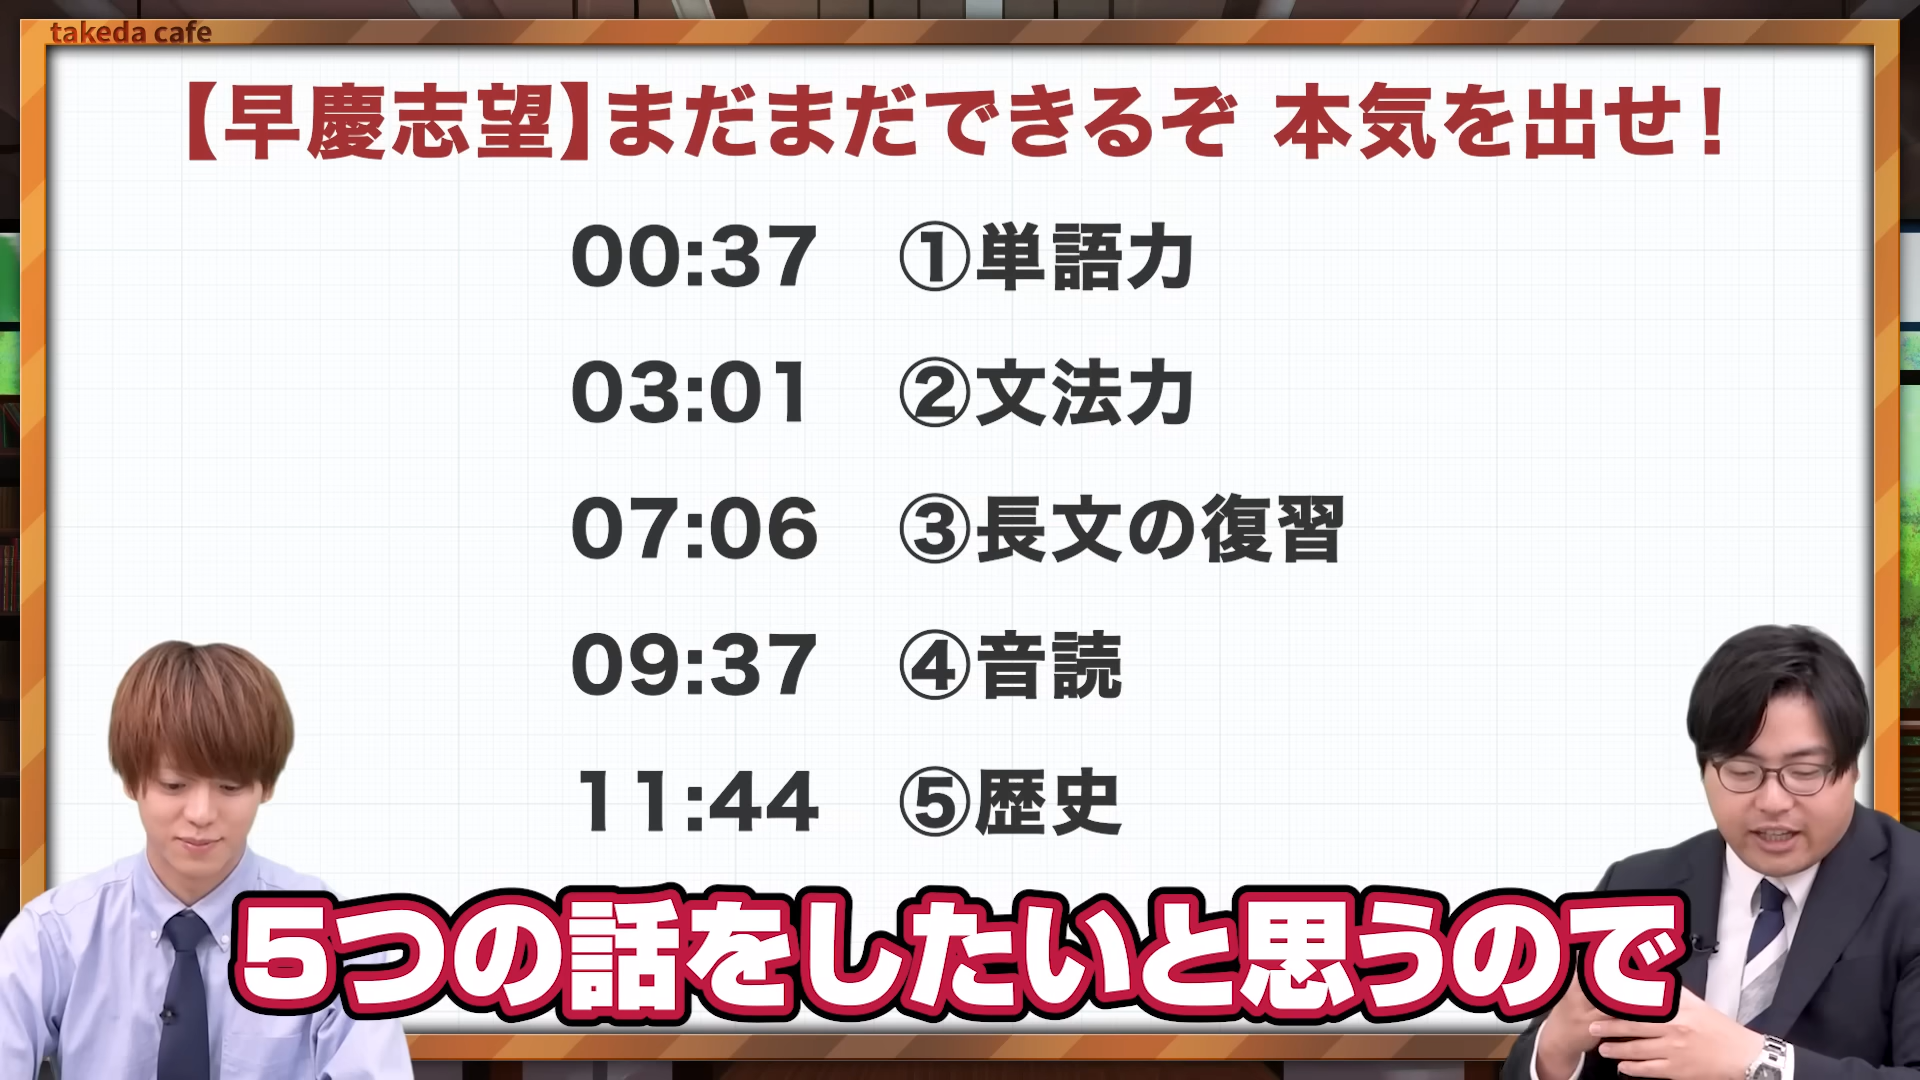 takeda cafe
【早慶志望】まだまだできるぞ 本気を出せ！
00:37 ①単語力
03:01 ②文法力
07:06 ③長文の復習
09:37 ④音読
11:44 ⑤歴史
5つの話をしたいと思うので